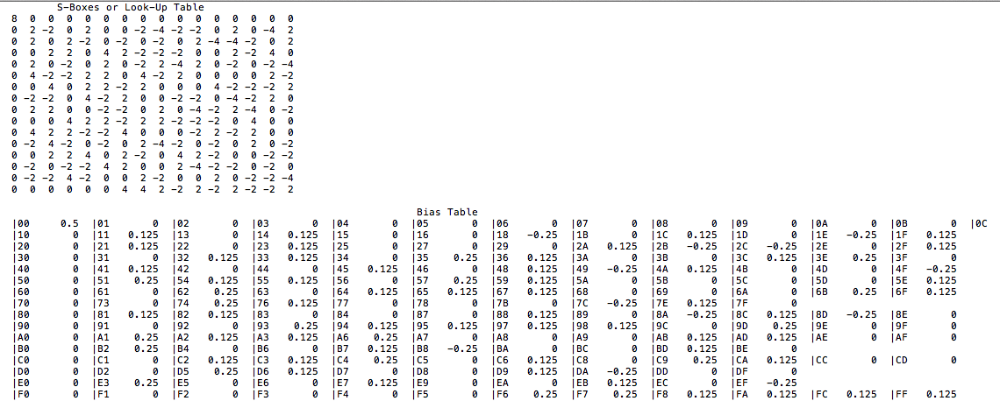 S-Boxes or Look-Up Table
8 0 0 0 0 0 0 0 0 0 0 0 0 0 0 0
0 2 -2 0 2 0 0 -2 -4 -2 -2 0 2 0 -4 2
0 2 0 2 -2 0 -2 0 -2 0 2 -4 -4 -2 0 2
0 0 2 2 0 4 2 -2 -2 -2 0 0 2 -2 4 0
0 2 0 -2 0 2 0 -2 2 -4 2 0 -2 0 -2 -4
0 4 -2 -2 2 2 0 4 -2 2 0 0 0 0 2 -2
0 0 4 0 2 2 -2 2 0 0 0 4 -2 -2 -2 2
0 -2 -2 0 4 -2 2 0 0 -2 -2 0 -4 -2 2 0
0 2 2 0 0 -2 -2 0 2 0 -4 -2 2 -4 0 -2
0 0 0 4 2 2 -2 -2 2 -2 -2 -2 0 4 0 0
0 4 2 2 -2 -2 4 0 0 0 -2 0 -2 2 0 0
0 -2 4 -2 0 -2 0 2 -4 -2 0 -2 0 2 0 -2
0 0 2 2 4 0 2 -2 0 4 2 -2 -2 0 -2 0
0 -2 0 -2 -2 4 2 0 0 2 -4 -2 -2 0 -2 0
0 -2 -2 4 -2 0 2 -2 0 0 2 0 -2 0 -2 -4
0 0 0 0 0 0 4 4 2 -2 2 -2 -2 -2 -2 2
Bias Table
|00 0.5 |01 0 |02 0 |03 0 |04 0 |05 0 |06 0 |07 0 |08 0 |09 0 |0A 0 |0B 0 |0C
|10 0 |11 0.125 |13 0 |14 0.125 |15 0 |16 0 |18 -0.25 |1B 0 |1C 0.125 |1D 0 |1E -0.25 |1F 0.125
|20 0 |21 0.125 |22 0 |23 0.125 |25 0 |27 0 |29 0 |2A 0.125 |2B -0.25 |2C -0.25 |2E 0 |2F 0.125
|30 0 |31 0 |32 0.125 |33 0.125 |34 0 |35 0.25 |36 0.125 |3A 0 |3B 0 |3C 0.125 |3E 0.25 |3F 0
|40 0 |41 0.125 |42 0 |44 0 |45 0.125 |46 0 |48 0.125 |49 -0.25 |4A 0.125 |4B 0 |4D 0 |4F -0.25
|50 0 |51 0.25 |54 0.125 |55 0.125 |56 0 |57 0.25 |59 0.125 |5A 0 |5B 0 |5C 0 |5D 0 |5E 0.125
|60 0 |61 0 |62 0.25 |63 0 |64 0.125 |65 0.125 |67 0.125 |68 0 |69 0 |6A 0 |6B 0.25 |6F 0.125
|70 0 |73 0 |74 0.25 |76 0.125 |77 0 |78 0 |7B 0 |7C -0.25 |7E 0.125 |7F 0
|80 0 |81 0.125 |82 0.125 |83 0 |84 0 |87 0 |88 0.125 |89 0 |8A -0.25 |8C 0.125 |8D -0.25 |8E 0
|90 0 |91 0 |92 0 |93 0.25 |94 0.125 |95 0.125 |97 0.125 |98 0.125 |9C 0 |9D 0.25 |9E 0 |9F 0
|A0 0 |A1 0.25 |A2 0.125 |A3 0.125 |A6 0.25 |A7 0 |A8 0 |A9 0 |AB 0.125 |AD 0.125 |AE 0 |AF 0
|B0 0 |B2 0.25 |B4 0 |B6 0 |B7 0.125 |B8 -0.25 |BA 0 |BC 0 |BD 0.125 |BE 0
|C0 0 |C1 0 |C2 0.125 |C3 0.125 |C4 0.25 |C5 0 |C6 0.125 |C8 0 |C9 0.25 |CA 0.125 |CC 0 |CD 0
|D0 0 |D2 0 |D5 0.25 |D6 0.125 |D7 0 |D8 0 |D9 0.125 |DA -0.25 |DD 0 |DF 0
|E0 0 |E3 0.25 |E5 0 |E6 0 |E7 0.125 |E9 0 |EA 0 |EB 0.125 |EC 0 |EF -0.25
|F0 0 |F1 0 |F2 0 |F3 0 |F4 0 |F5 0 |F6 0.25 |F7 0.25 |F8 0.125 |FA 0.125 |FC 0.125 |FF 0.125